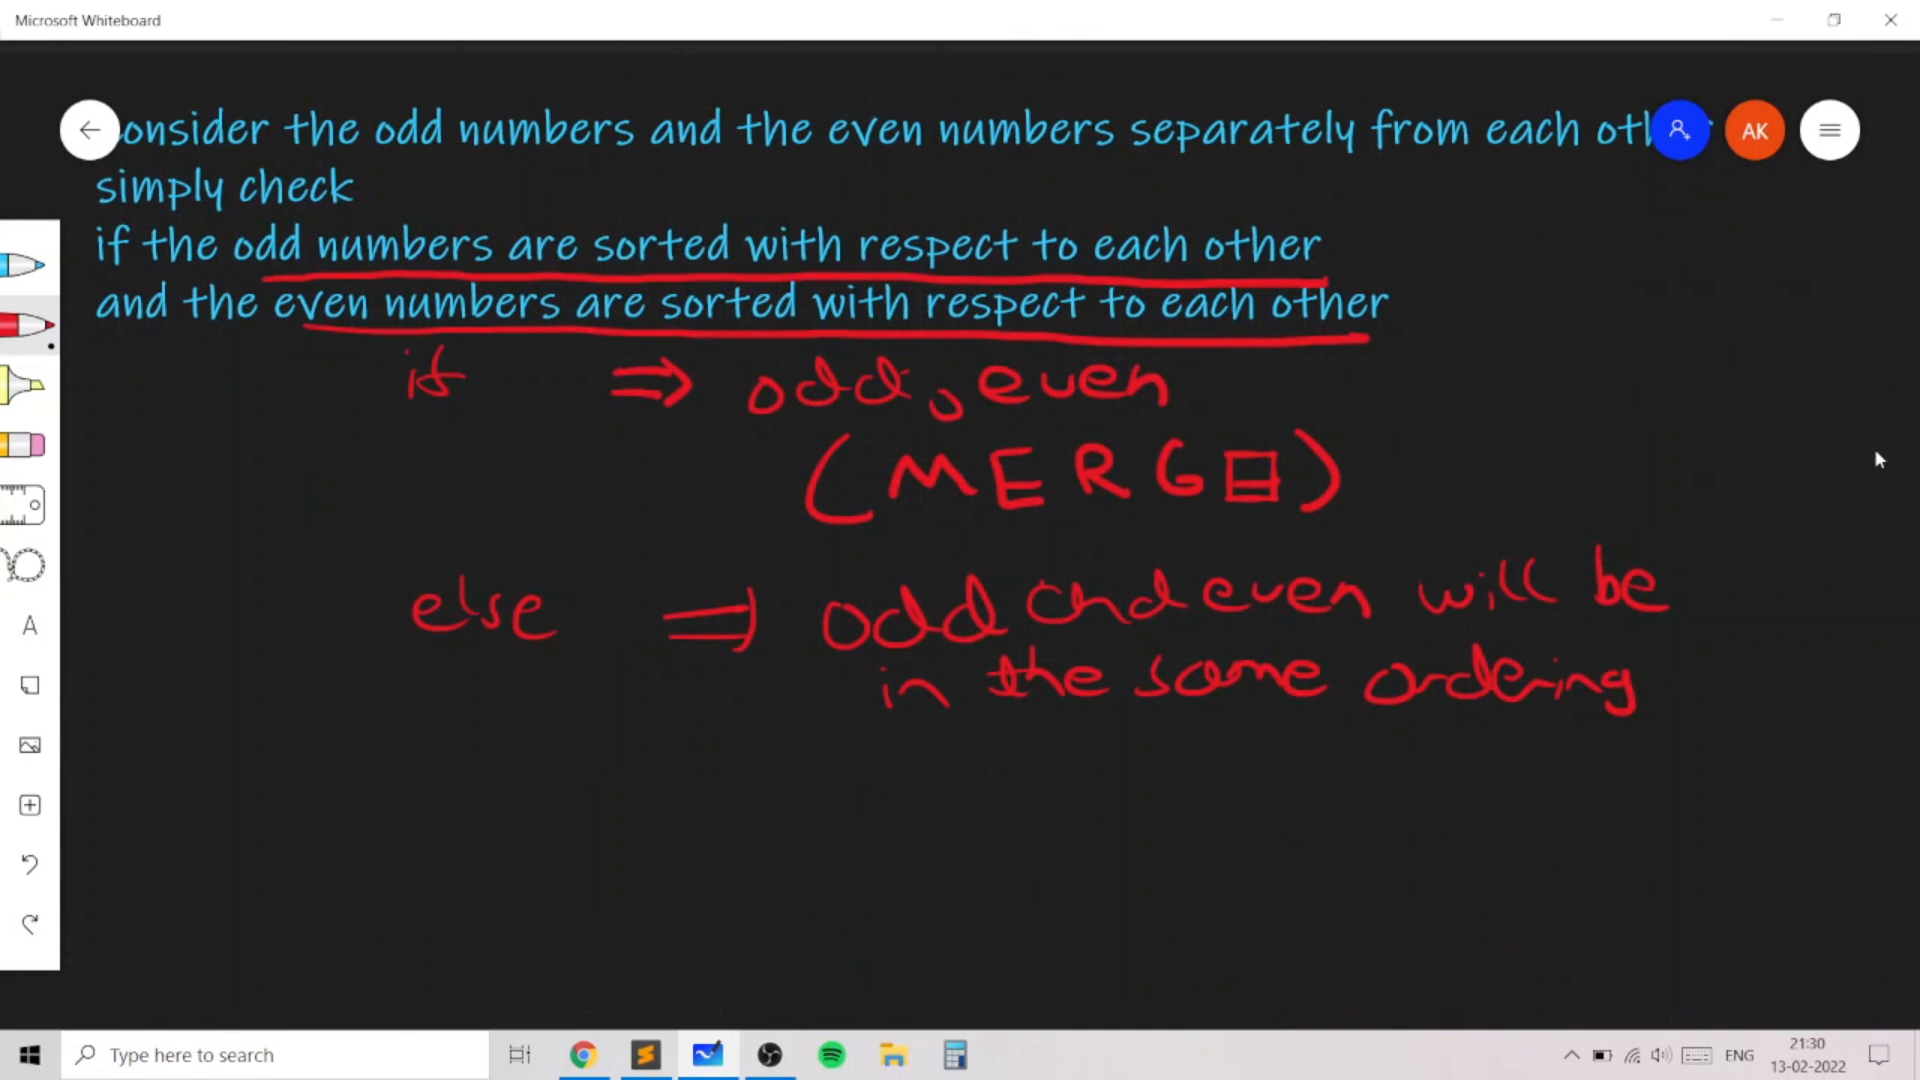 Microsoft Whiteboard
onsider the odd numbers and the even numbers separately from each oth
AK
simply check
if the odd numbers are sorted with respect to each other
and the even numbers are sorted with respect to each other
if ⇒ odd, even
(MERGE)
else ⇒ odd and even will be
in the same ordering
A
Type here to search
ENG
21:30
13-02-2022